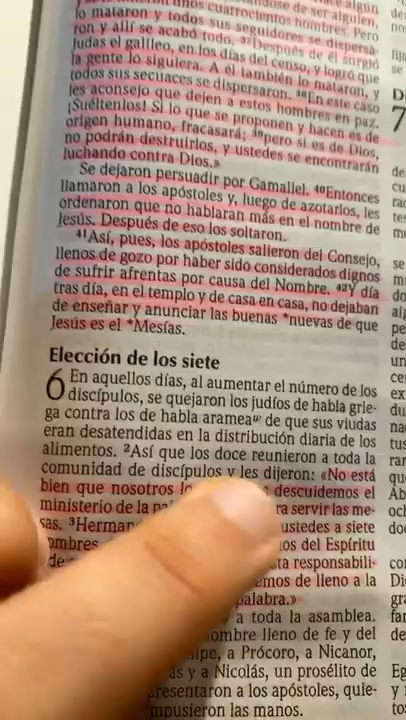 unos cuatrocientos hombres. Pero
lo mataron y todos sus seguidores se dispersa-
ron y allí se acabó todo. ³⁷Después de él surgió
Judas el galileo, en los días del censo, y logró que
la gente lo siguiera. A él también lo mataron, y
todos sus secuaces se dispersaron. ³⁸En este caso
les aconsejo que dejen a estos hombres en paz.
¡Suéltenlos! Si lo que se proponen y hacen es de
origen humano, fracasará; ³⁹pero si es de Dios,
no podrán destruirlos, y ustedes se encontrarán
luchando contra Dios.»
Se dejaron persuadir por Gamaliel. ⁴⁰Entonces
llamaron a los apóstoles y, luego de azotarlos, les
ordenaron que no hablaran más en el nombre de
Jesús. Después de eso los soltaron.
⁴¹Así, pues, los apóstoles salieron del Consejo,
llenos de gozo por haber sido considerados dignos
de sufrir afrentas por causa del Nombre. ⁴²Y día
tras día, en el templo y de casa en casa, no dejaban
de enseñar y anunciar las buenas *nuevas de que
Jesús es el *Mesías.
Elección de los siete
6 En aquellos días, al aumentar el número de los
discípulos, se quejaron los judíos de habla grie-
ga contra los de habla aramea de que sus viudas
eran desatendidas en la distribución diaria de los
alimentos. ²Así que los doce reunieron a toda la
comunidad de discípulos y les dijeron: «No está
bien que nosotros descuidemos el
ministerio de la servir las me-
sas. ³ ustedes a siete
del Espíritu
responsabili-
de lleno a la
palabra.»
a toda la asamblea.
lleno de fe y del
a Prócoro, a Nicanor,
y a Nicolás, un prosélito de
presentaron a los apóstoles, quie-
impusieron las manos.
7